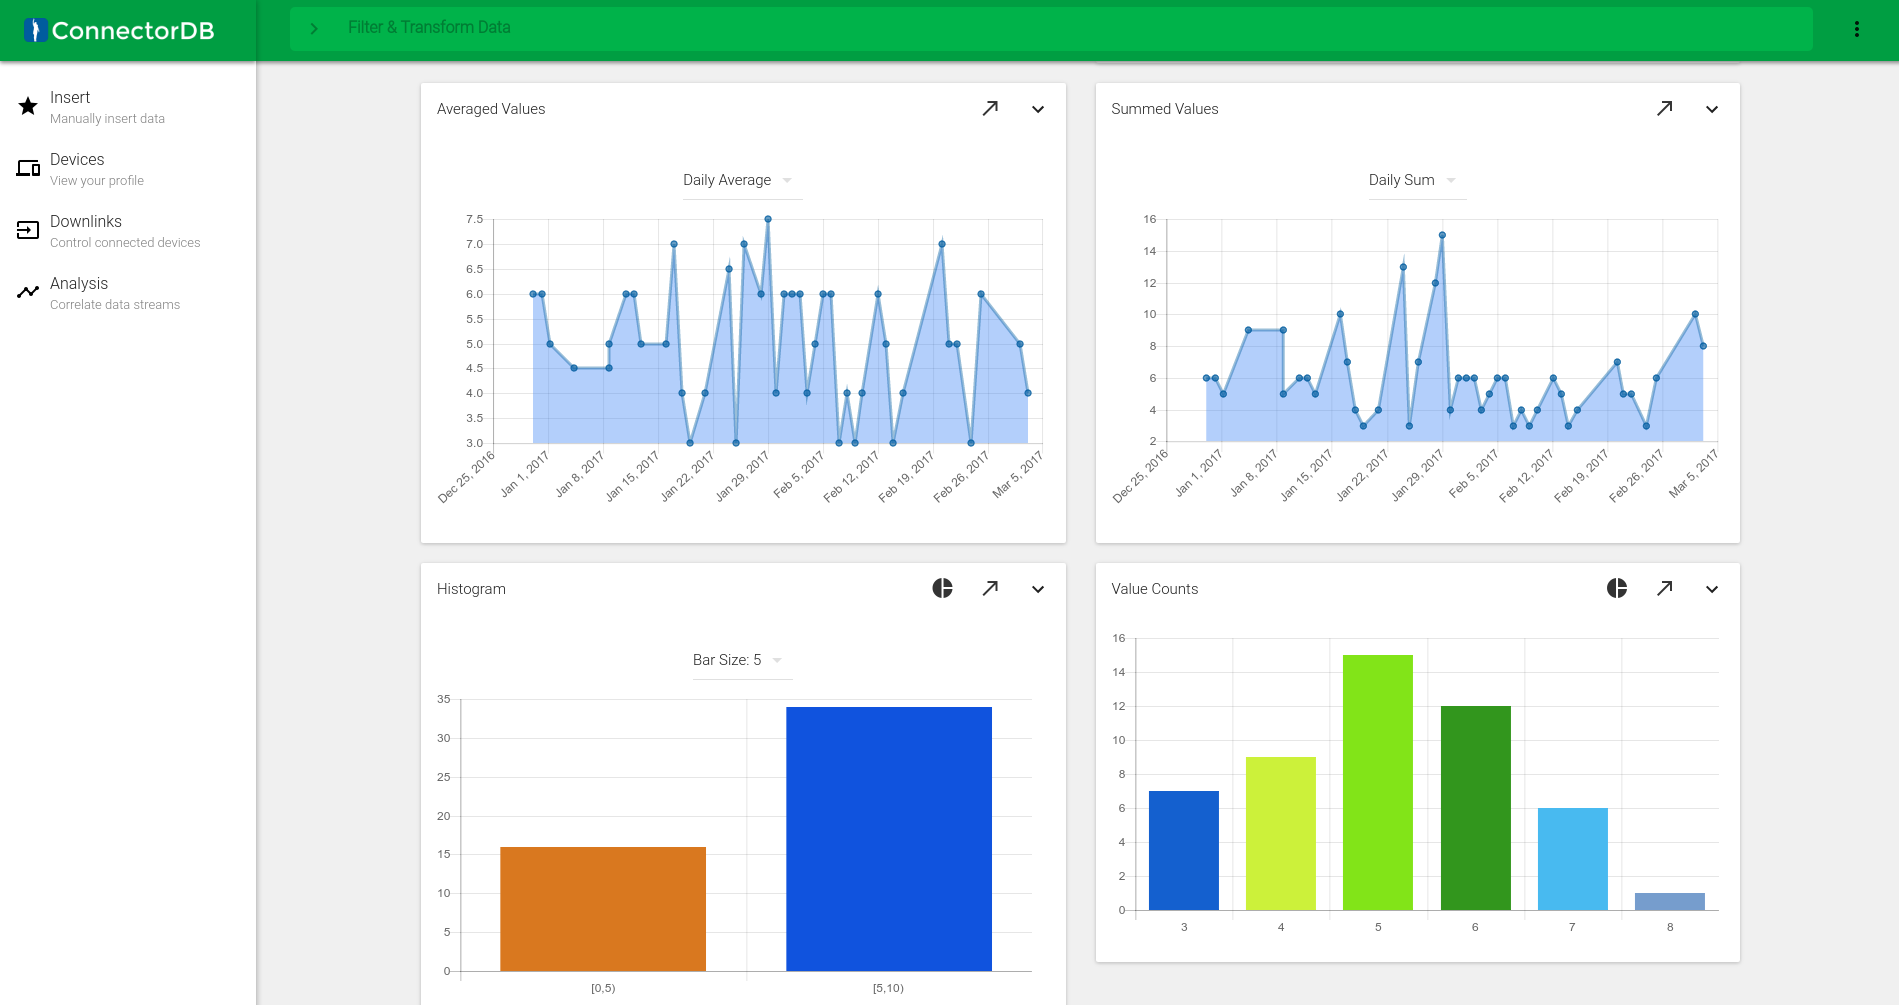 ConnectorDB
Filter & Transform Data
Insert
Manually insert data
Devices
View your profile
Downlinks
Control connected devices
Analysis
Correlate data streams
Averaged Values
Daily Average
7.5
7.0
6.5
6.0
5.5
5.0
4.5
4.0
3.5
3.0
Dec 25, 2016
Jan 1, 2017
Jan 8, 2017
Jan 15, 2017
Jan 22, 2017
Jan 29, 2017
Feb 5, 2017
Feb 12, 2017
Feb 19, 2017
Feb 26, 2017
Mar 5, 2017
Summed Values
Daily Sum
16
14
12
10
8
6
4
2
Dec 25, 2016
Jan 1, 2017
Jan 8, 2017
Jan 15, 2017
Jan 22, 2017
Jan 29, 2017
Feb 5, 2017
Feb 12, 2017
Feb 19, 2017
Feb 26, 2017
Mar 5, 2017
Histogram
Bar Size: 5
35
30
25
20
15
10
5
0
[0,5)
[5,10)
Value Counts
16
14
12
10
8
6
4
2
0
3
4
5
6
7
8